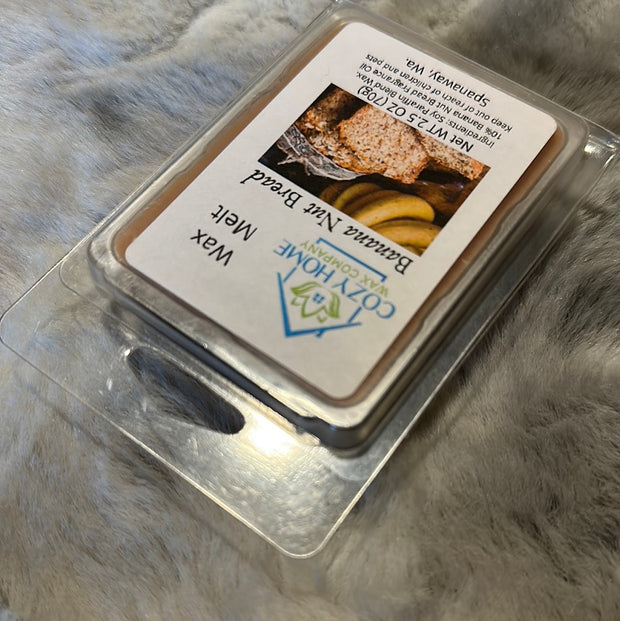 COZY HOME
WAX COMPANY
Wax
Melt
Banana Nut Bread
Net WT 2.5 OZ (70g)
Ingredients: Soy Paraffin Blend Wax,
10% Banana Nut Bread Fragrance Oil
Keep out of reach of children and pets
Spanaway, Wa.